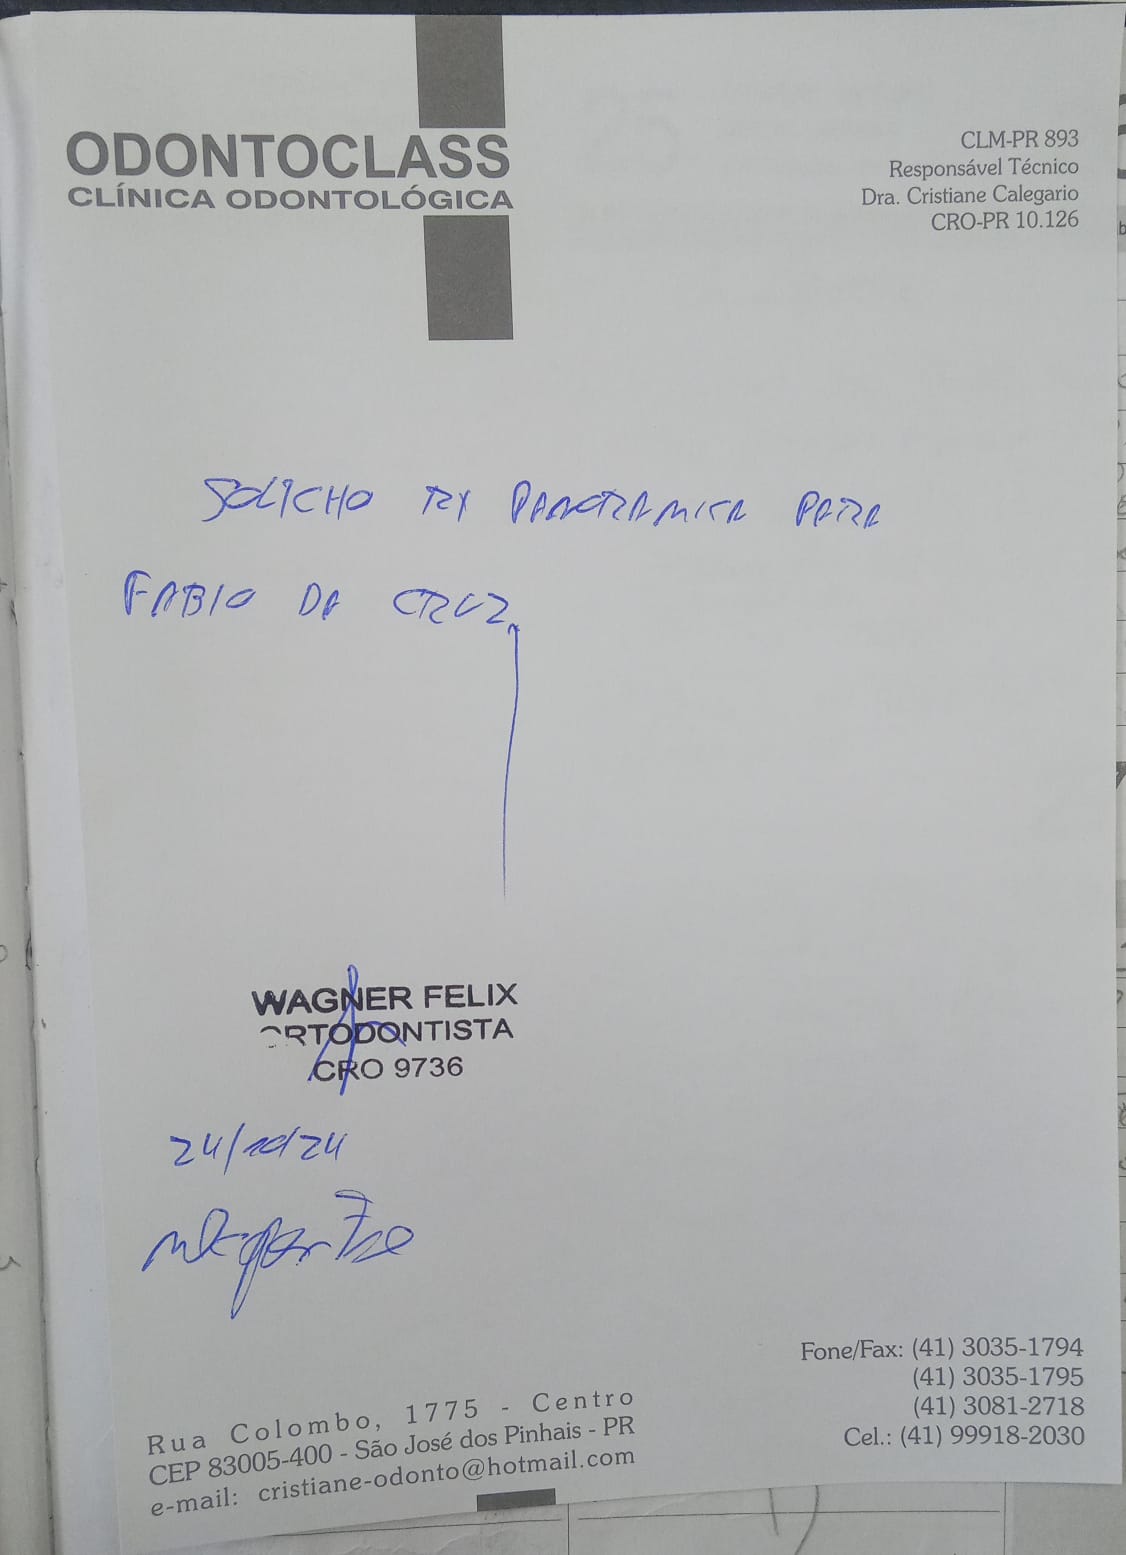 ODONTOCLASS
CLÍNICA ODONTOLÓGICA
CLM-PR 893
Responsável Técnico
Dra. Cristiane Calegario
CRO-PR 10.126
SOLICITO RX PANORAMICA PARA
FABIO DA CRUZ
WAGNER FELIX
ORTODONTISTA
CRO 9736
24/10/24
Rua Colombo, 1775 - Centro
CEP 83005-400 - São José dos Pinhais - PR
e-mail: cristiane-odonto@hotmail.com
Fone/Fax: (41) 3035-1794
(41) 3035-1795
(41) 3081-2718
Cel.: (41) 99918-2030